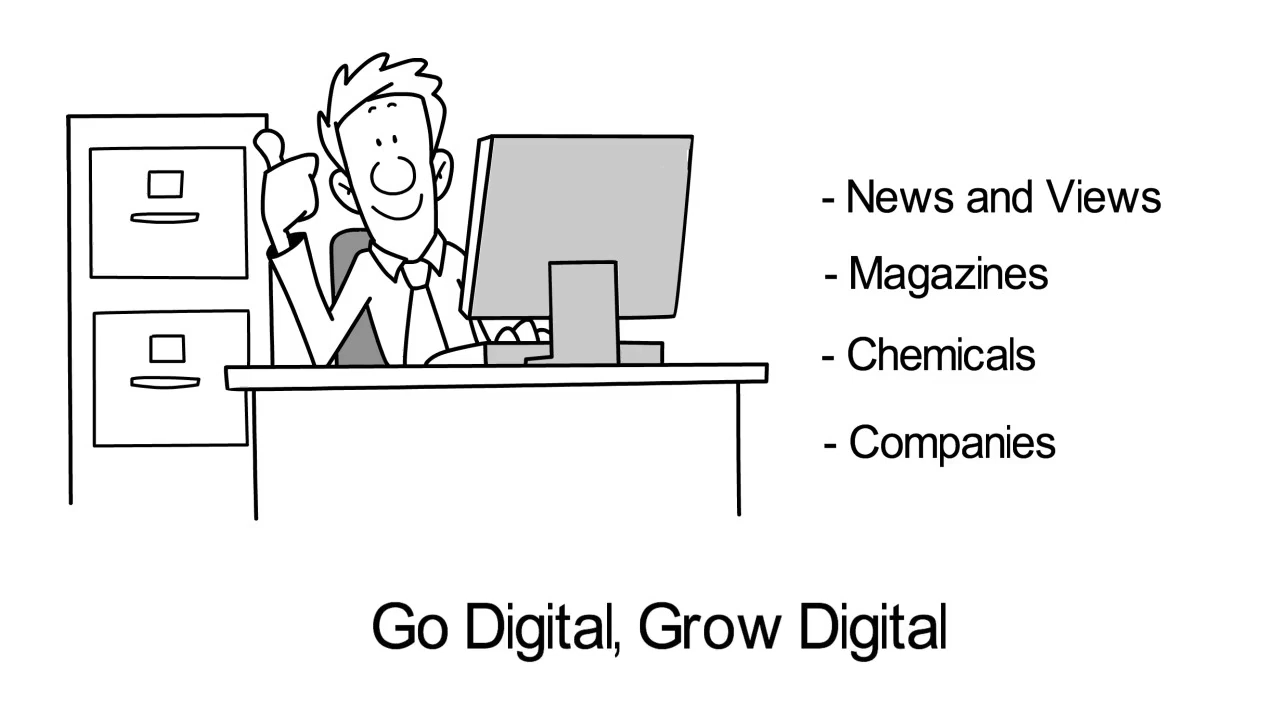 - News and Views
- Magazines
- Chemicals
- Companies
Go Digital, Grow Digital